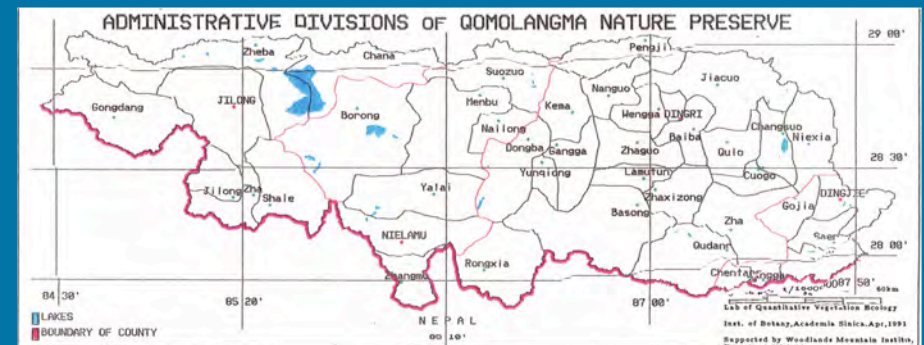 ADMINISTRATIVE DIVISIONS OF QOMOLANGMA NATURE PRESERVE
29 00'
Zheba
Chana
Pengji
Suozuo
Jiacuo
Gongdang
JILONG
Borong
Menbu
Kema
Nanguo
Wengga
DINGRI
Nailong
Baiba
Changsuo
Niexia
Dongba
Gangga
Zhaguo
Qulo
28 30'
Yunqiong
Lamutun
Cuogo
Jilong
Zha
Shale
Yalai
Zhaxizong
DINGJIE
Basong
Gojia
Zha
NIELAMU
Qudan
28 00'
Rongxia
Zhangmu
84 30'
85 20'
87 00'
87 50'
60km
LAKES
BOUNDARY OF COUNTY
NEPAL
Lab of Quantitative Vegetation Ecology
Inst. of Botany,Academia Sinica.Apr,1991
Supported by Woodlands Mountain Institu,